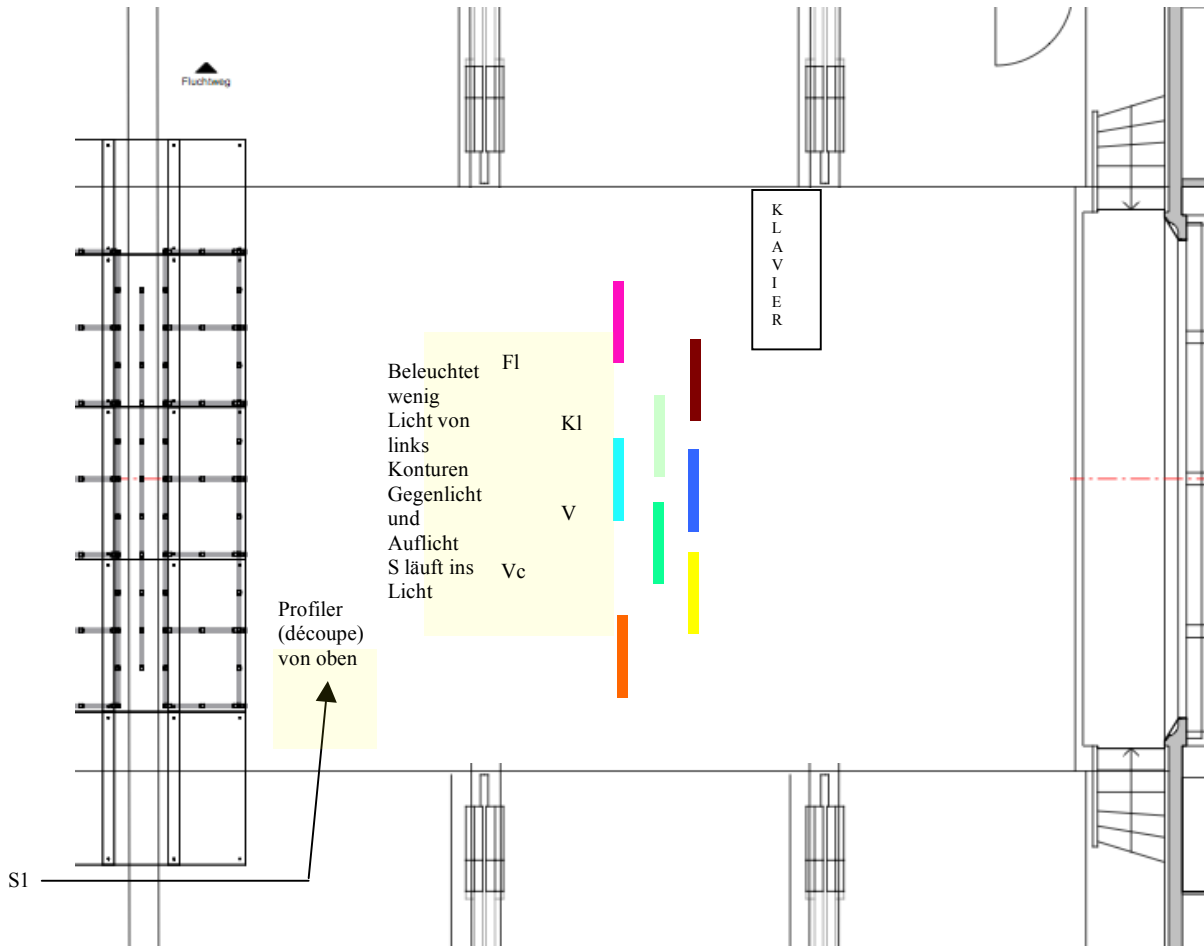 Fluchtweg
K
L
A
V
I
E
R
Beleuchtet
wenig
Licht von
links
Konturen
Gegenlicht
und
Auflicht
S läuft ins
Licht
Fl
Kl
V
Vc
Profiler
(découpe)
von oben
S1